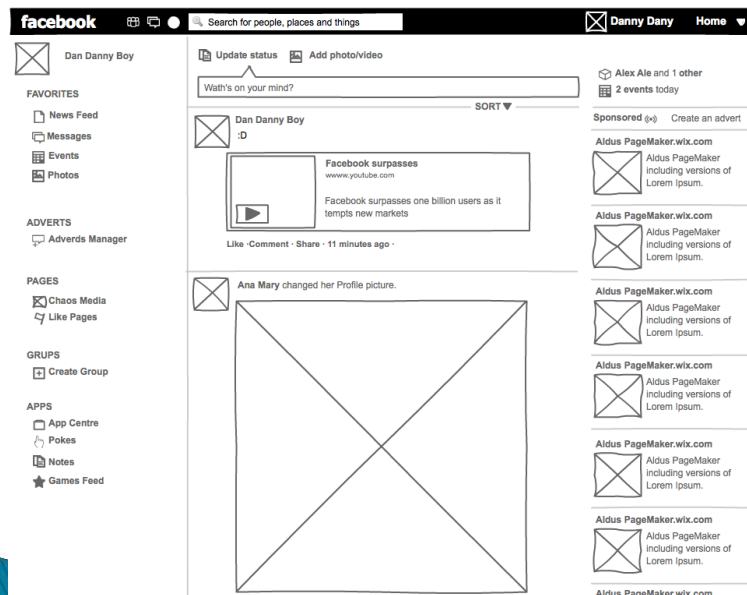 facebook
Search for people, places and things
Danny Dany
Home
Dan Danny Boy
FAVORITES
News Feed
Messages
Events
Photos
ADVERTS
Adverds Manager
PAGES
Chaos Media
Like Pages
GRUPS
Create Group
APPS
App Centre
Pokes
Notes
Games Feed
Update status
Add photo/video
Wath's on your mind?
SORT
Dan Danny Boy
:D
Facebook surpasses
wwww.youtube.com
Facebook surpasses one billion users as it
tempts new markets
Like ·Comment · Share · 11 minutes ago ·
Ana Mary changed her Profile picture.
Alex Ale and 1 other
2 events today
Sponsored
Create an advert
Aldus PageMaker.wix.com
Aldus PageMaker
including versions of
Lorem Ipsum.
Aldus PageMaker.wix.com
Aldus PageMaker
including versions of
Lorem Ipsum.
Aldus PageMaker.wix.com
Aldus PageMaker
including versions of
Lorem Ipsum.
Aldus PageMaker.wix.com
Aldus PageMaker
including versions of
Lorem Ipsum.
Aldus PageMaker.wix.com
Aldus PageMaker
including versions of
Lorem Ipsum.
Aldus PageMaker.wix.com
Aldus PageMaker
including versions of
Lorem Ipsum.
Aldus PageMaker.wix.com